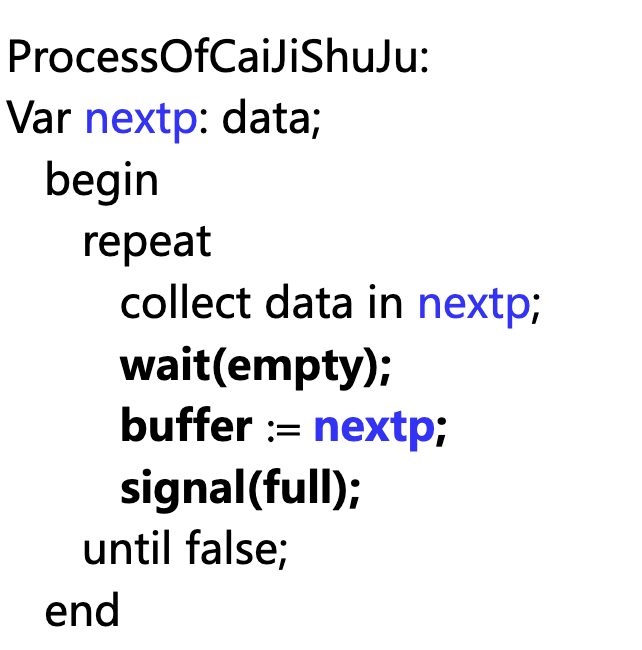 ProcessOfCaiJiShuJu:
Var nextp: data;
begin
repeat
collect data in nextp;
wait(empty);
buffer := nextp;
signal(full);
until false;
end